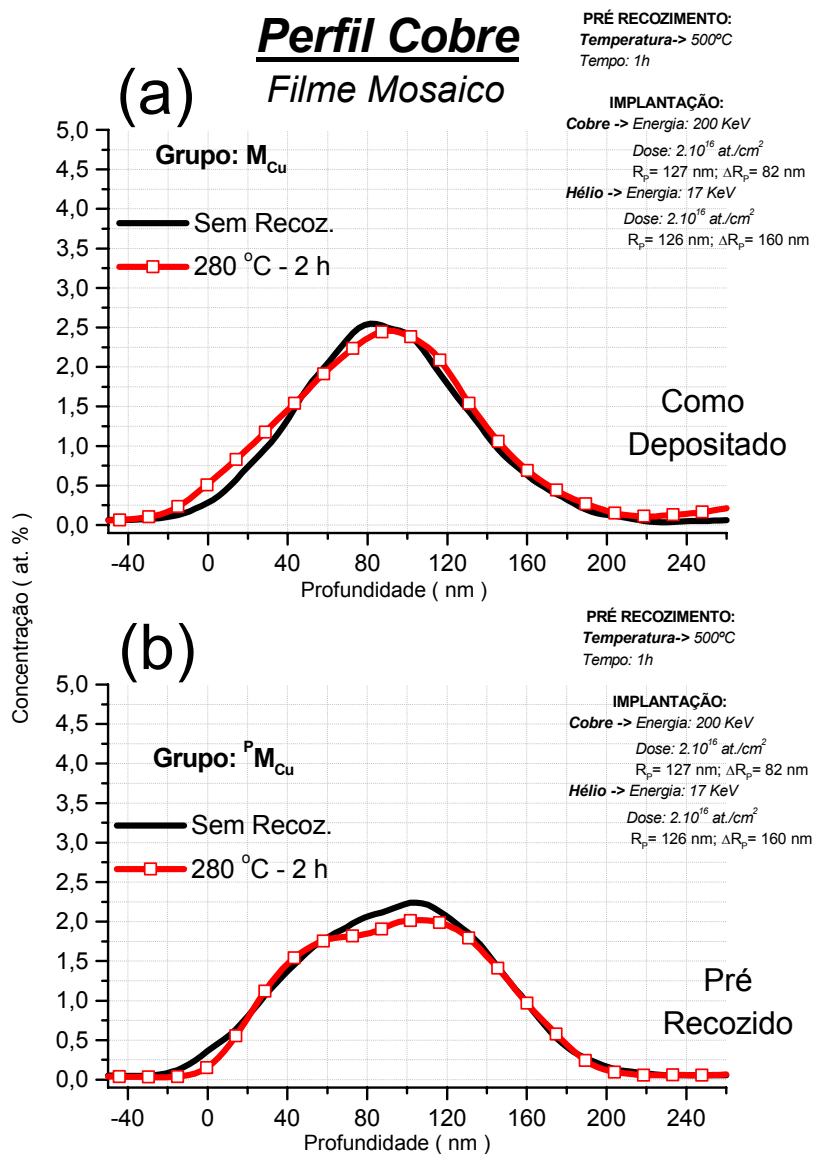 Perfil Cobre
Filme Mosaico
PRÉ RECOZIMENTO:
Temperatura-> 500ºC
Tempo: 1h
(a)
IMPLANTAÇÃO:
Cobre -> Energia: 200 KeV
Dose: 2.10^16 at./cm^2
R_P= 127 nm; ΔR_P= 82 nm
Hélio -> Energia: 17 KeV
Dose: 2.10^16 at./cm^2
R_P= 126 nm; ΔR_P= 160 nm
Grupo: M_Cu
Sem Recoz.
280 °C - 2 h
Como
Depositado
5,0
4,5
4,0
3,5
3,0
2,5
2,0
1,5
1,0
0,5
0,0
-40 0 40 80 120 160 200 240
Profundidade ( nm )
Concentração ( at. % )
(b)
PRÉ RECOZIMENTO:
Temperatura-> 500ºC
Tempo: 1h
IMPLANTAÇÃO:
Cobre -> Energia: 200 KeV
Dose: 2.10^16 at./cm^2
R_P= 127 nm; ΔR_P= 82 nm
Hélio -> Energia: 17 KeV
Dose: 2.10^16 at./cm^2
R_P= 126 nm; ΔR_P= 160 nm
Grupo: ^PM_Cu
Sem Recoz.
280 °C - 2 h
Pré
Recozido
5,0
4,5
4,0
3,5
3,0
2,5
2,0
1,5
1,0
0,5
0,0
-40 0 40 80 120 160 200 240
Profundidade ( nm )